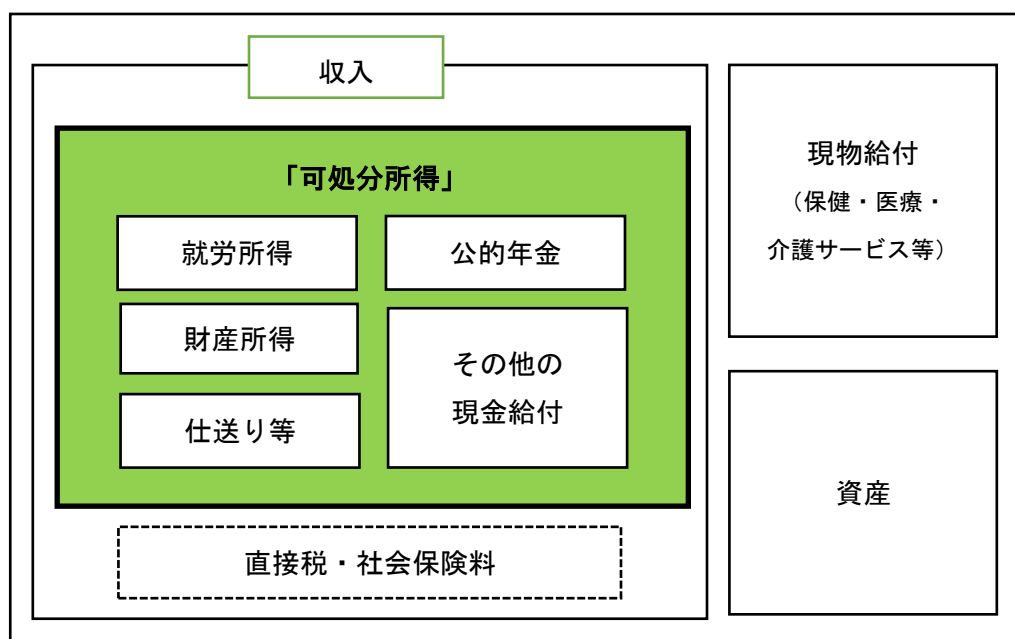 収入
「可処分所得」
就労所得
公的年金
財産所得
その他の
現金給付
仕送り等
直接税・社会保険料
現物給付
（保健・医療・
介護サービス等）
資産